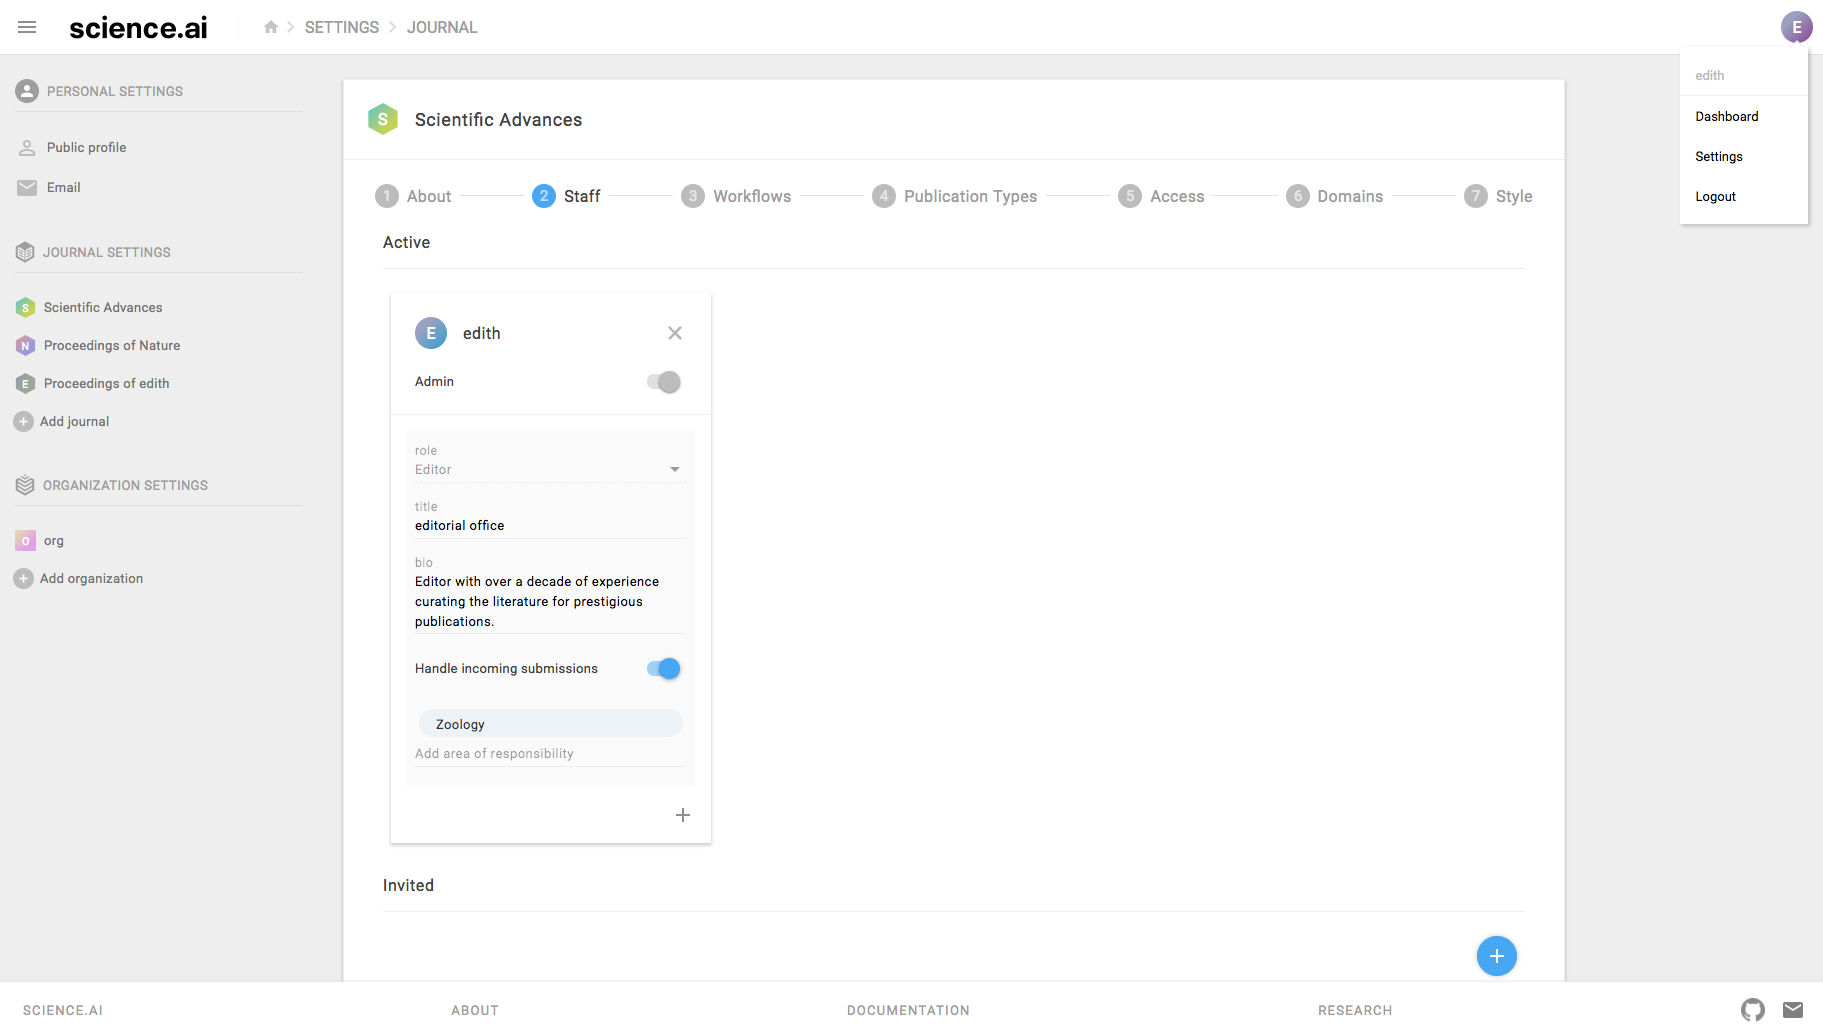 science.ai
SETTINGS
JOURNAL
E
edith
Dashboard
Settings
Logout
PERSONAL SETTINGS
Public profile
Email
JOURNAL SETTINGS
S Scientific Advances
N Proceedings of Nature
E Proceedings of edith
+ Add journal
ORGANIZATION SETTINGS
O org
+ Add organization
S Scientific Advances
1 About
2 Staff
3 Workflows
4 Publication Types
5 Access
6 Domains
7 Style
Active
E edith
Admin
role
Editor
title
editorial office
bio
Editor with over a decade of experience
curating the literature for prestigious
publications.
Handle incoming submissions
Zoology
Add area of responsibility
Invited
SCIENCE.AI
ABOUT
DOCUMENTATION
RESEARCH